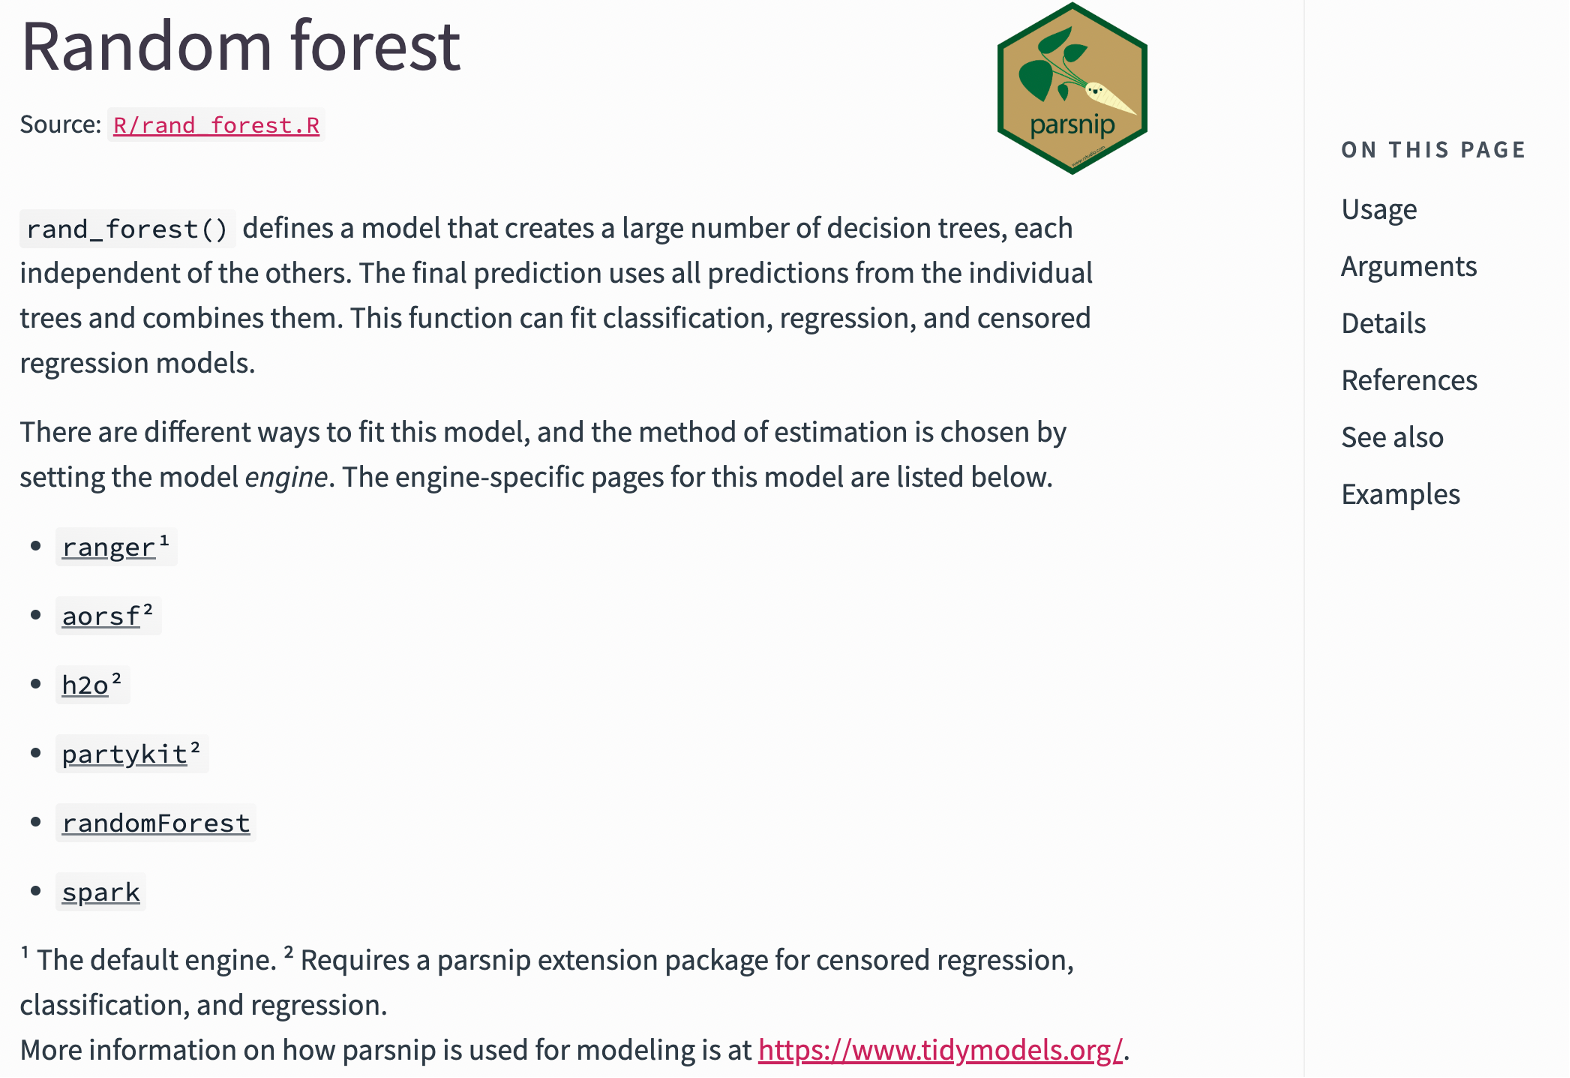 Random forest
parsnip
Source: R/rand_forest.R
ON THIS PAGE
Usage
Arguments
Details
References
See also
Examples
rand_forest() defines a model that creates a large number of decision trees, each
independent of the others. The final prediction uses all predictions from the individual
trees and combines them. This function can fit classification, regression, and censored
regression models.
There are different ways to fit this model, and the method of estimation is chosen by
setting the model engine. The engine-specific pages for this model are listed below.
• ranger¹
• aorsf²
• h2o²
• partykit²
• randomForest
• spark
¹ The default engine. ² Requires a parsnip extension package for censored regression,
classification, and regression.
More information on how parsnip is used for modeling is at https://www.tidymodels.org/.